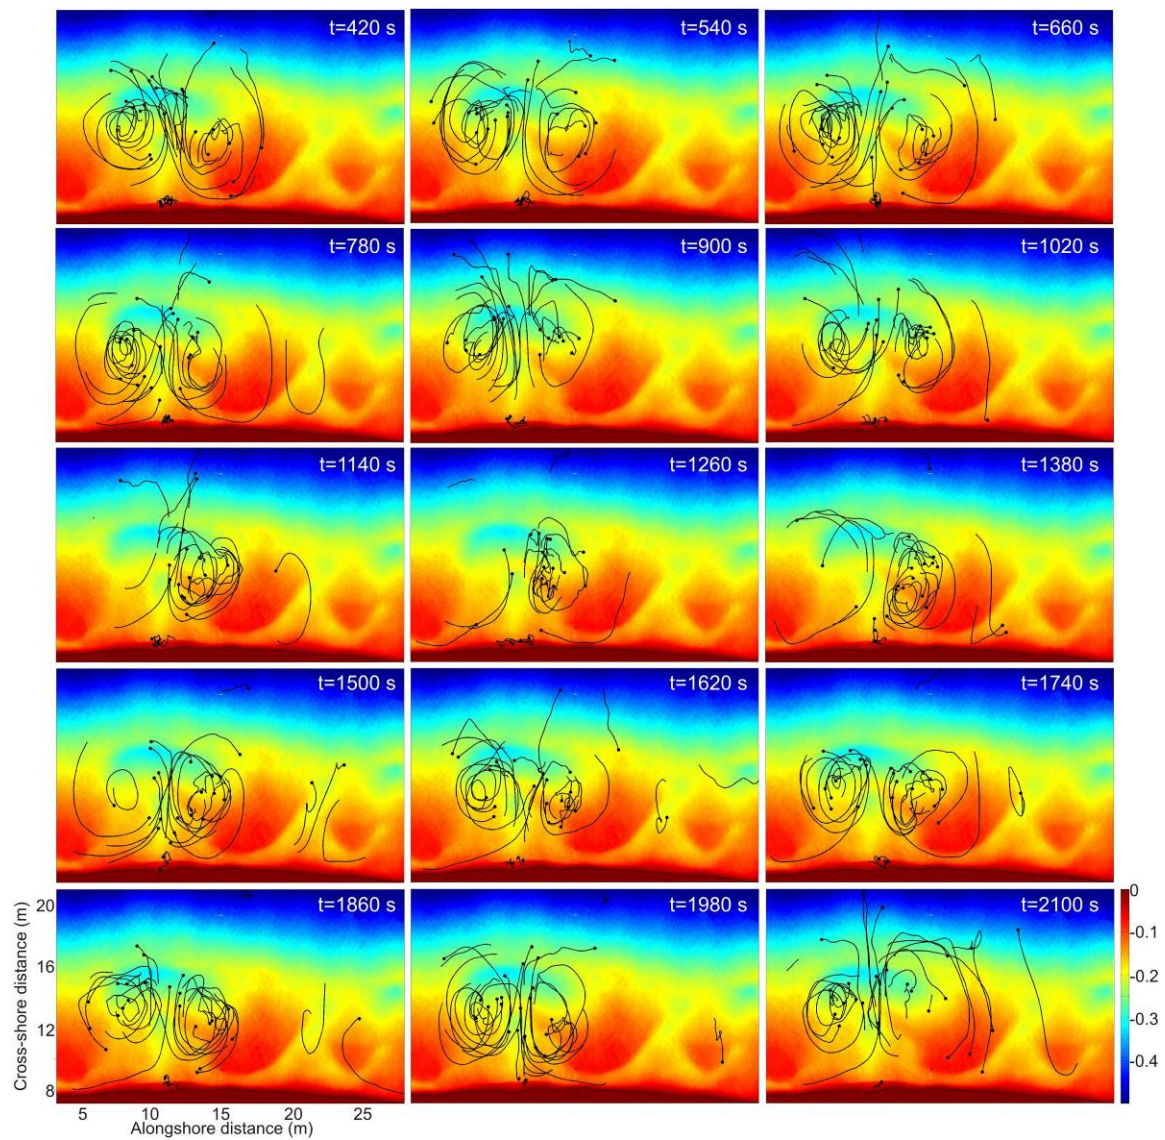 t=420 s
t=540 s
t=660 s
t=780 s
t=900 s
t=1020 s
t=1140 s
t=1260 s
t=1380 s
t=1500 s
t=1620 s
t=1740 s
t=1860 s
t=1980 s
t=2100 s
Cross-shore distance (m)
20
16
12
8
5 10 15 20 25
Alongshore distance (m)
0
-0.1
-0.2
-0.3
-0.4